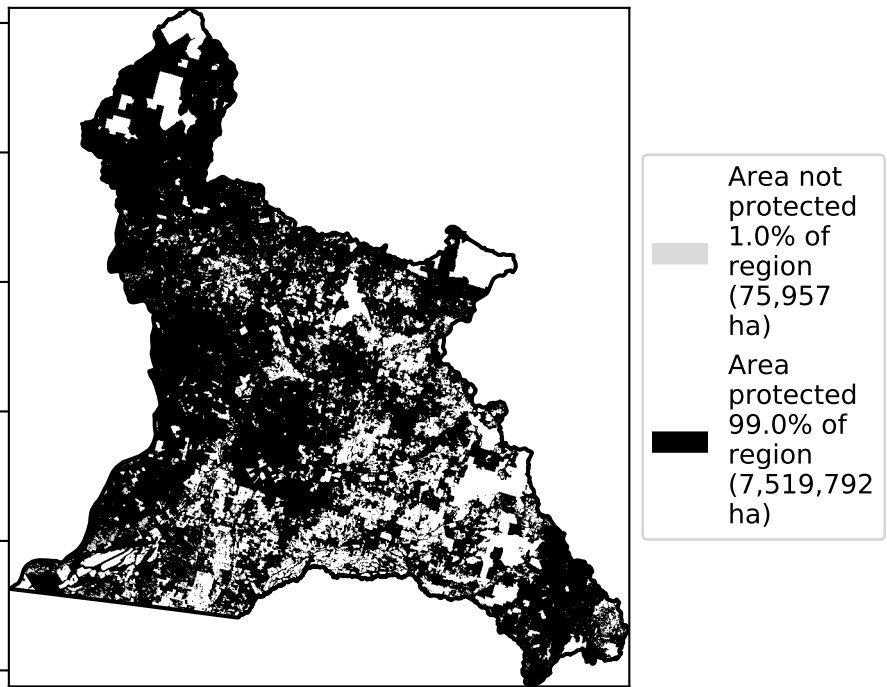 Area not
protected
1.0% of
region
(75,957
ha)
Area
protected
99.0% of
region
(7,519,792
ha)